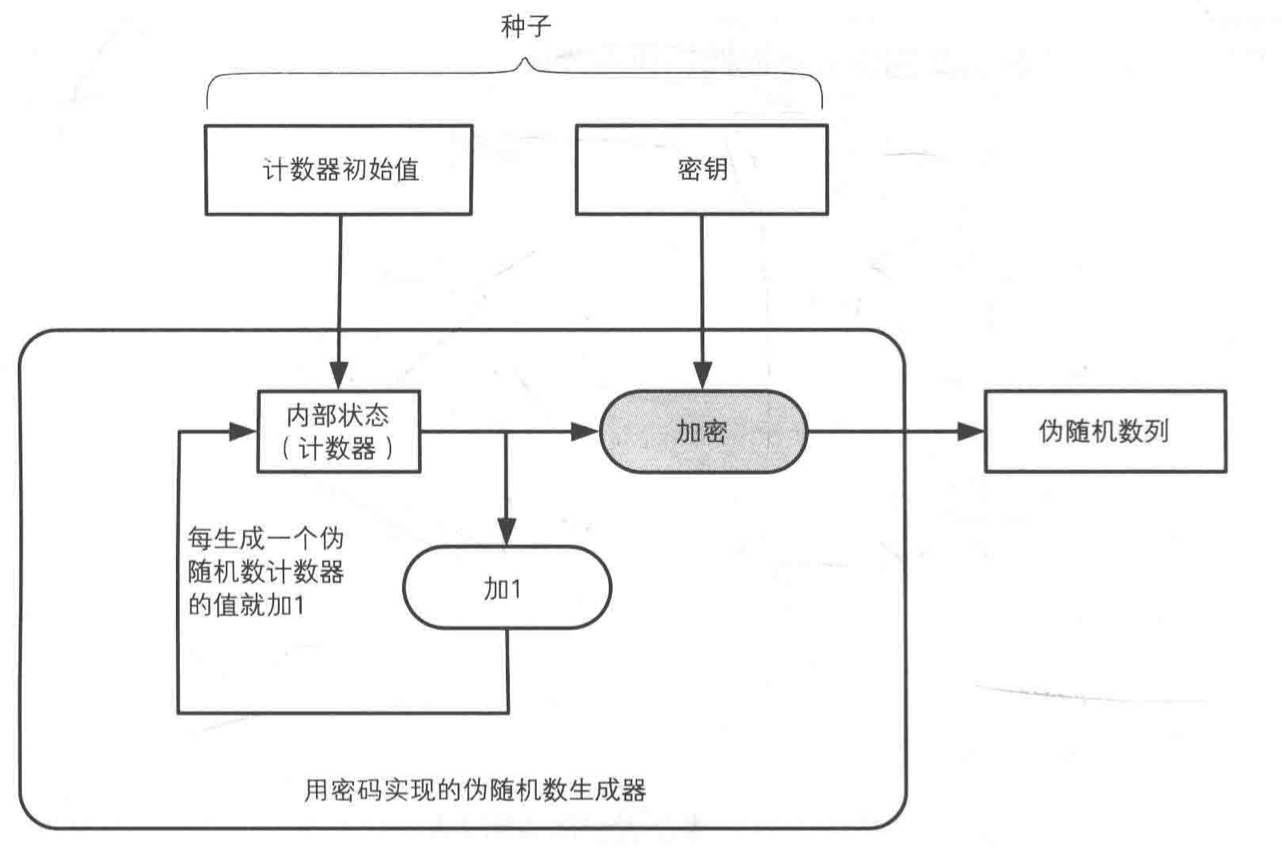 种子
计数器初始值
密钥
内部状态
（计数器）
加密
伪随机数列
每生成一个伪
随机数计数器
的值就加1
加1
用密码实现的伪随机数生成器